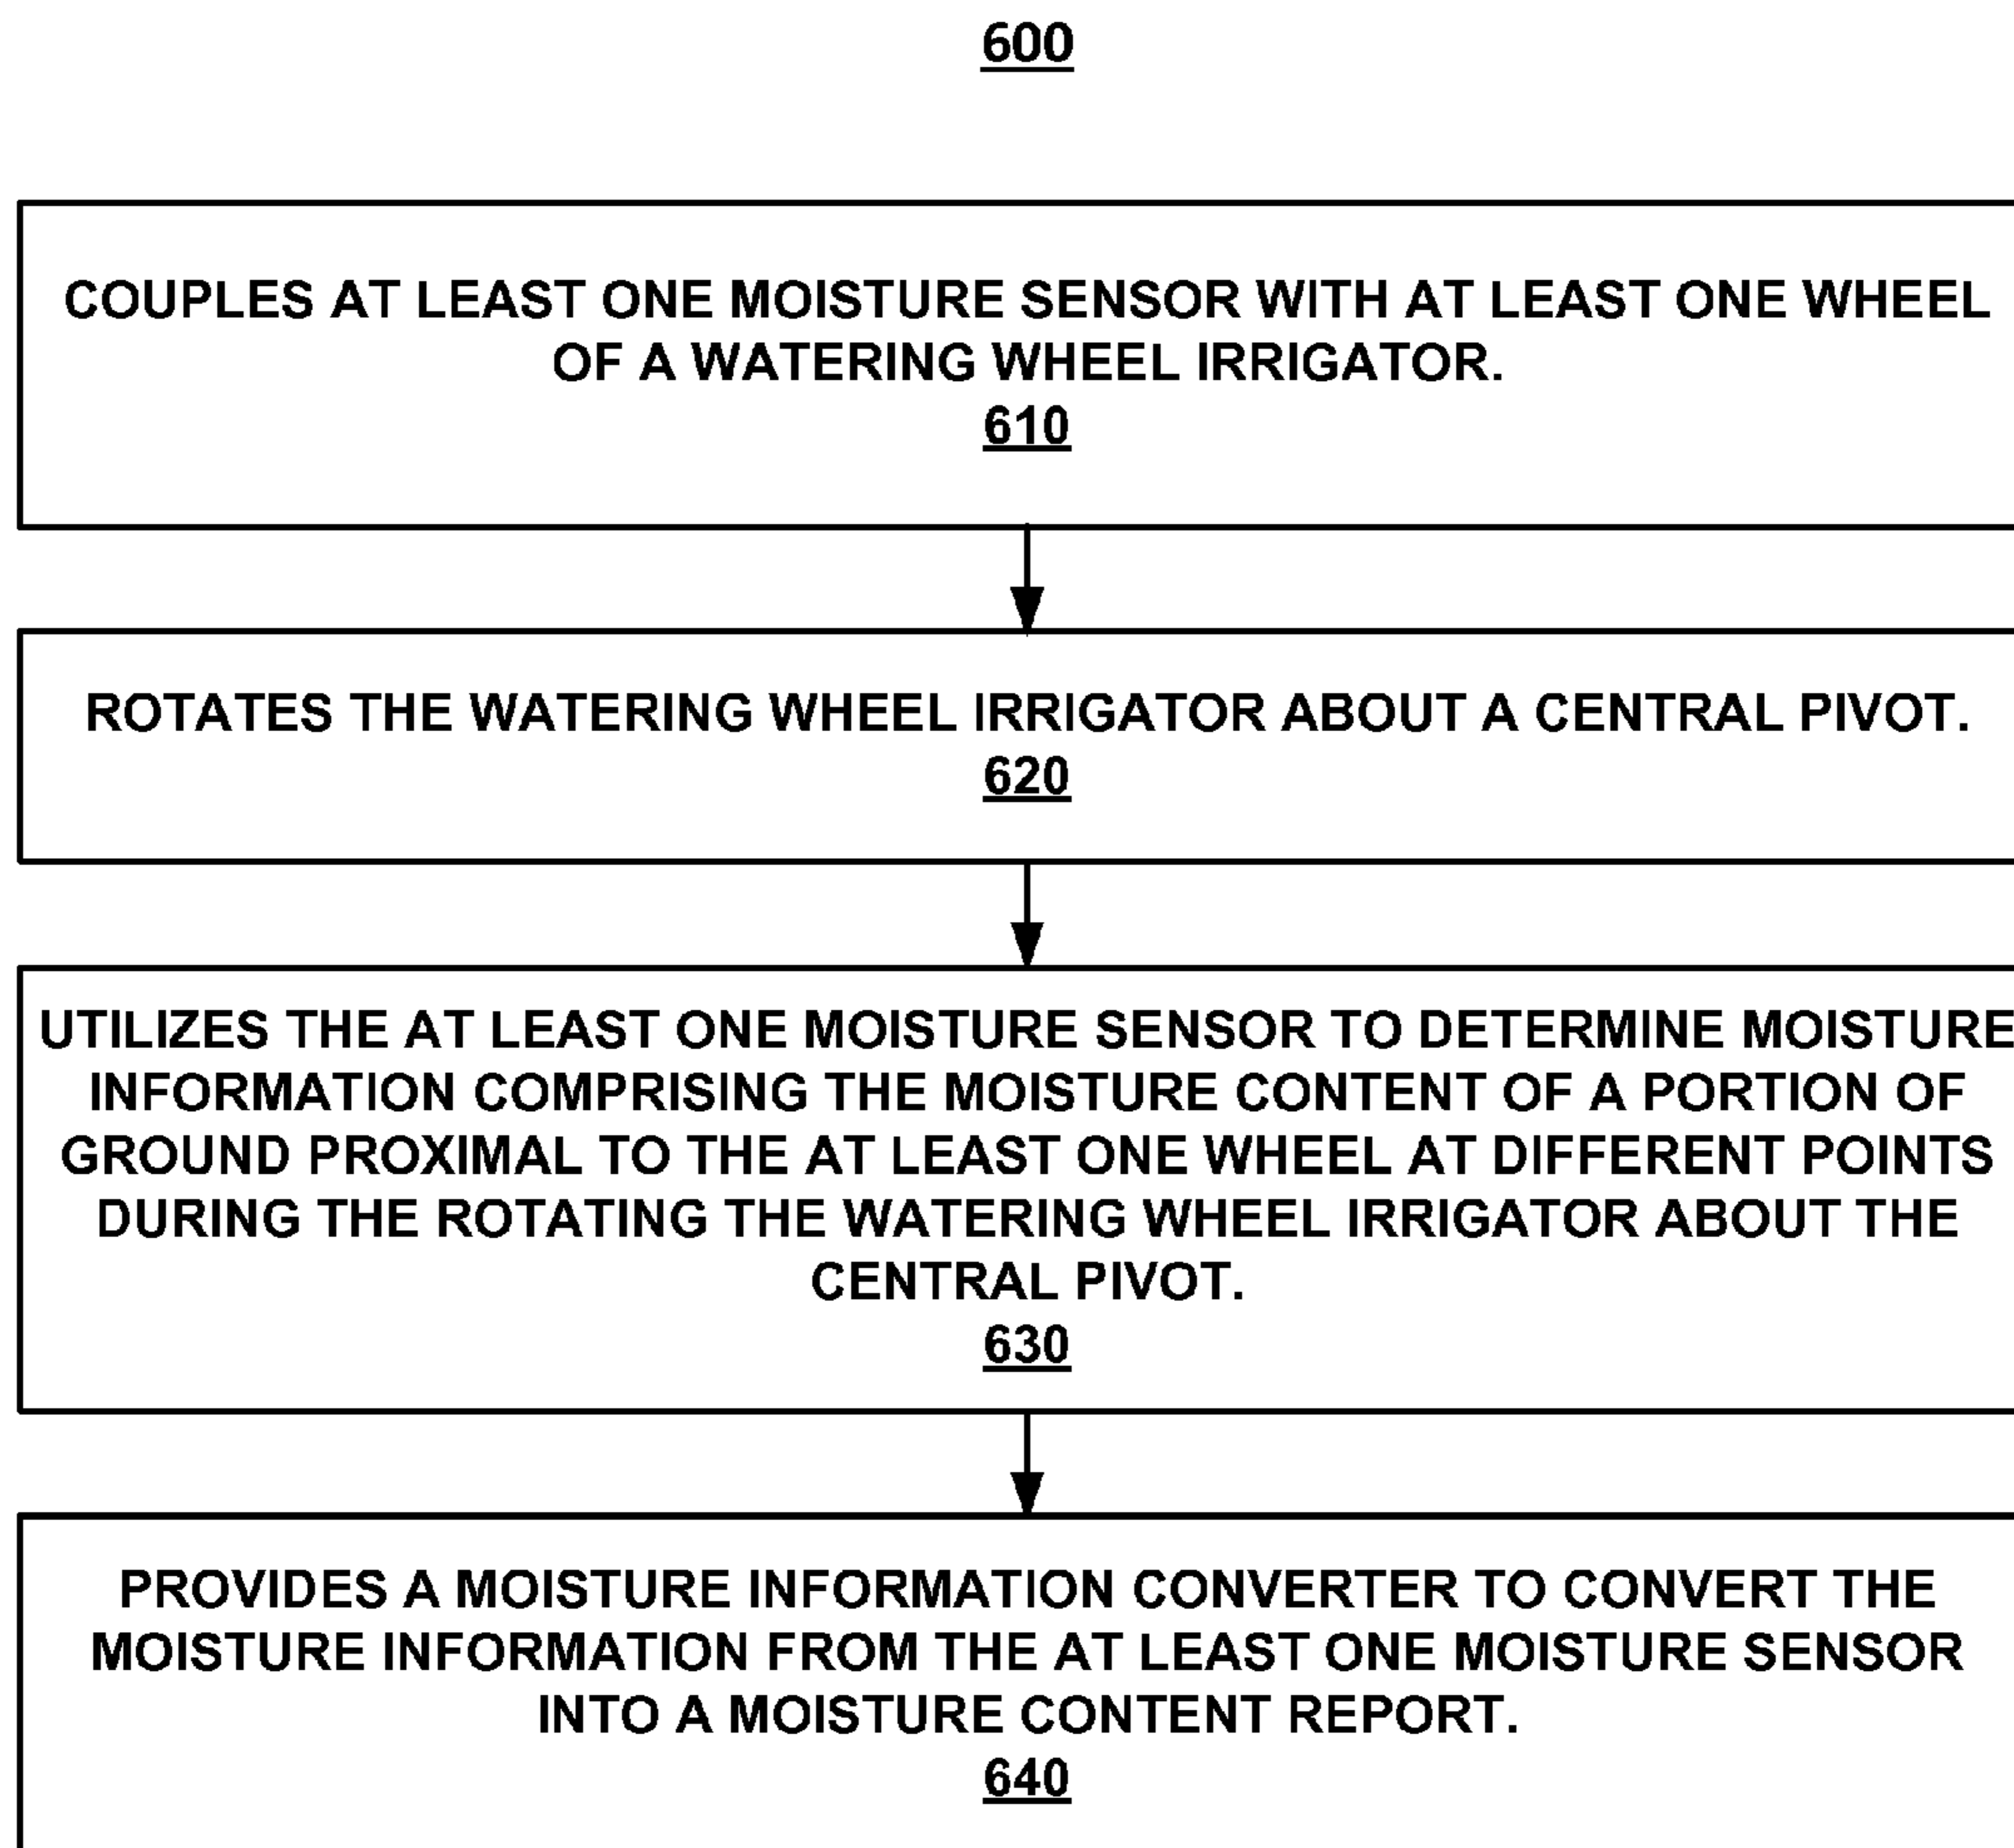 600
COUPLES AT LEAST ONE MOISTURE SENSOR WITH AT LEAST ONE WHEEL
OF A WATERING WHEEL IRRIGATOR.
610
ROTATES THE WATERING WHEEL IRRIGATOR ABOUT A CENTRAL PIVOT.
620
UTILIZES THE AT LEAST ONE MOISTURE SENSOR TO DETERMINE MOISTURE
INFORMATION COMPRISING THE MOISTURE CONTENT OF A PORTION OF
GROUND PROXIMAL TO THE AT LEAST ONE WHEEL AT DIFFERENT POINTS
DURING THE ROTATING THE WATERING WHEEL IRRIGATOR ABOUT THE
CENTRAL PIVOT.
630
PROVIDES A MOISTURE INFORMATION CONVERTER TO CONVERT THE
MOISTURE INFORMATION FROM THE AT LEAST ONE MOISTURE SENSOR
INTO A MOISTURE CONTENT REPORT.
640